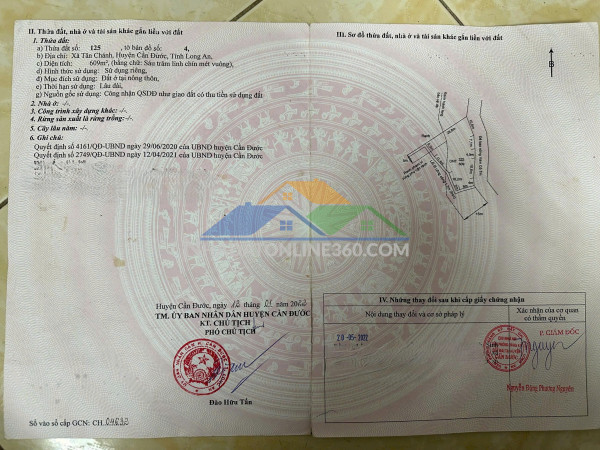 II. Thửa đất, nhà ở và tài sản khác gắn liền với đất
1. Thửa đất:
a) Thửa đất số: 125, tờ bản đồ số: 4,
b) Địa chỉ: Xã Tân Chánh, Huyện Cần Đước, Tỉnh Long An,
c) Diện tích: 609m², (bằng chữ: Sáu trăm linh chín mét vuông),
d) Hình thức sử dụng: Sử dụng riêng,
đ) Mục đích sử dụng: Đất ở tại nông thôn,
e) Thời hạn sử dụng: Lâu dài,
g) Nguồn gốc sử dụng: Công nhận QSDĐ như giao đất có thu tiền sử dụng đất
2. Nhà ở: -/-
3. Công trình xây dựng khác: -/-
4. Rừng sản xuất là rừng trồng: -/-
5. Cây lâu năm: -/-
6. Ghi chú:
Quyết định số 4161/QĐ-UBND ngày 29/06/2020 của UBND huyện Cần Đước
Quyết định số 2749/QĐ-UBND ngày 12/04/2021 của UBND huyện Cần Đước
Huyện Cần Đước, ngày 12 tháng 01 năm 2022
TM. ỦY BAN NHÂN DÂN HUYỆN CẦN ĐƯỚC
KT. CHỦ TỊCH
PHÓ CHỦ TỊCH
Đào Hữu Tấn
Số vào sổ cấp GCN: CH 04632
III. Sơ đồ thửa đất, nhà ở và tài sản khác gắn liền với đất
B
ONLINE360.COM
IV. Những thay đổi sau khi cấp giấy chứng nhận
Nội dung thay đổi và cơ sở pháp lý
Xác nhận của cơ quan
có thẩm quyền
20-05-2022
P. GIÁM ĐỐC
Nguyễn Đặng Phương Nguyên